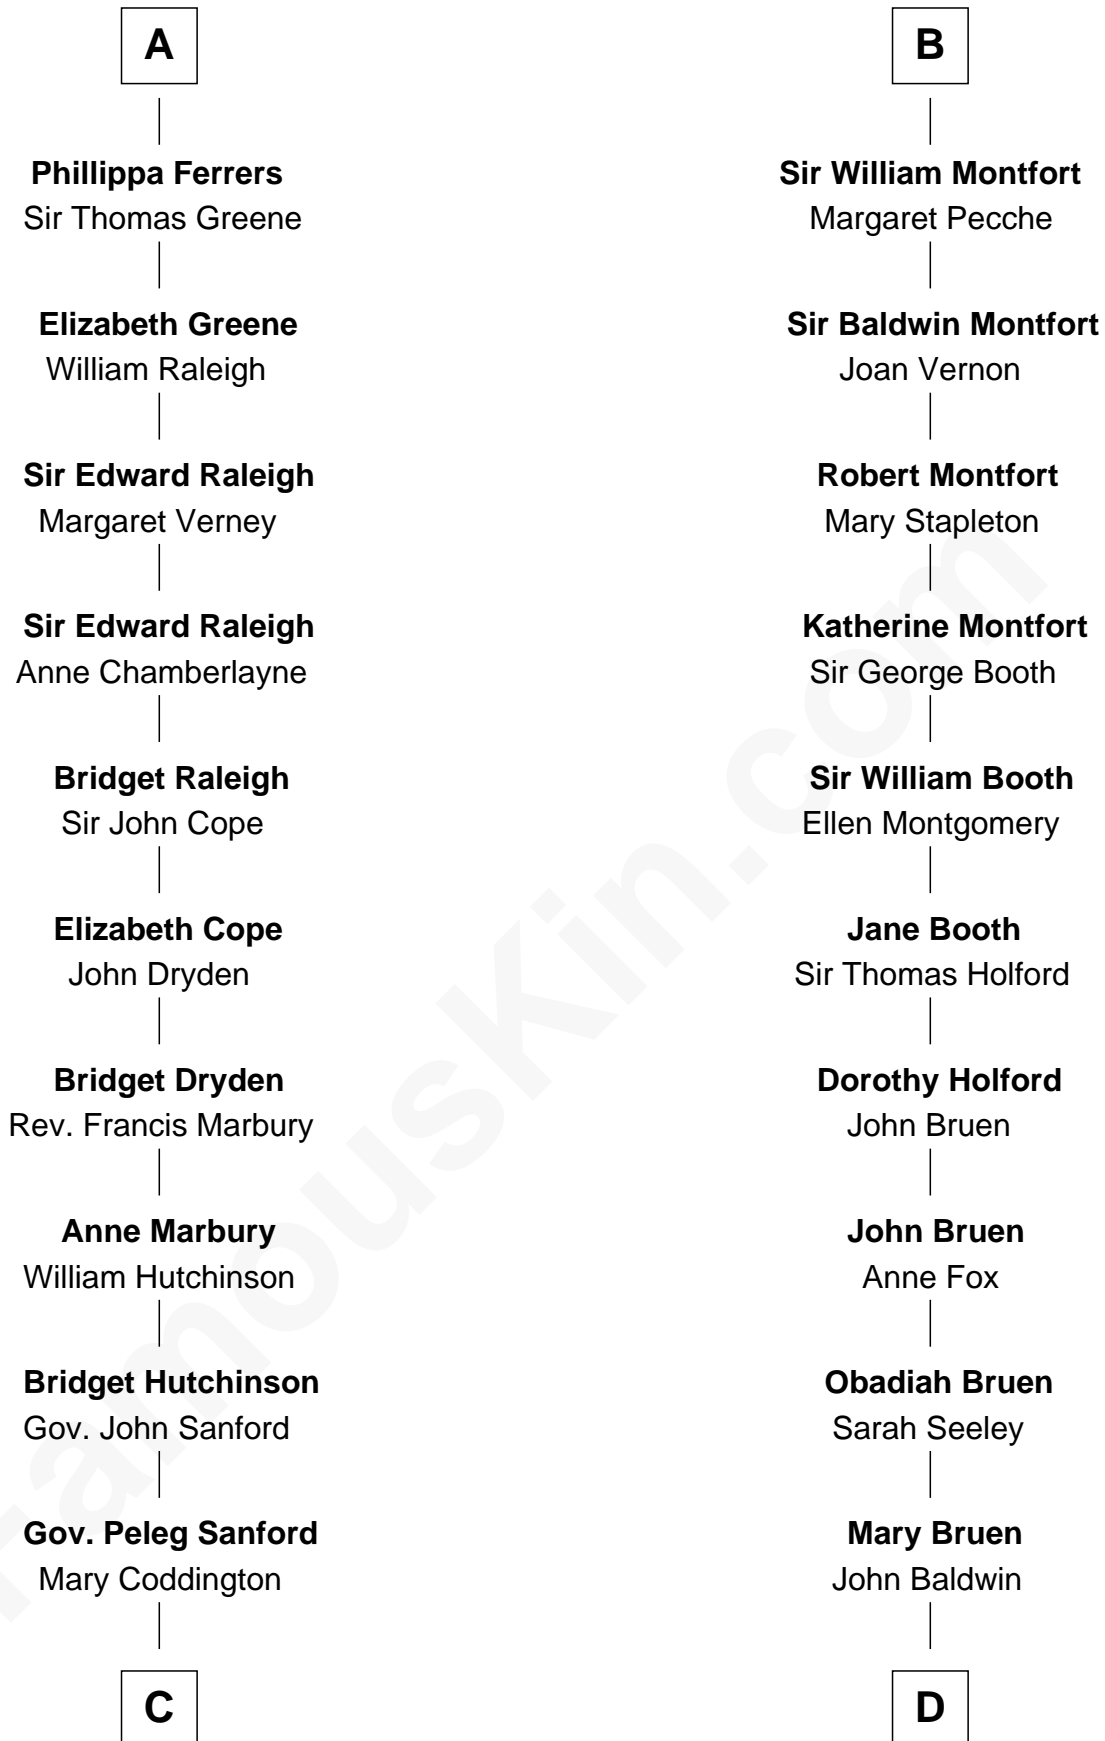 A
Phillippa Ferrers
Sir Thomas Greene
Elizabeth Greene
William Raleigh
Sir Edward Raleigh
Margaret Verney
Sir Edward Raleigh
Anne Chamberlayne
Bridget Raleigh
Sir John Cope
Elizabeth Cope
John Dryden
Bridget Dryden
Rev. Francis Marbury
Anne Marbury
William Hutchinson
Bridget Hutchinson
Gov. John Sanford
Gov. Peleg Sanford
Mary Coddington
C
B
Sir William Montfort
Margaret Pecche
Sir Baldwin Montfort
Joan Vernon
Robert Montfort
Mary Stapleton
Katherine Montfort
Sir George Booth
Sir William Booth
Ellen Montgomery
Jane Booth
Sir Thomas Holford
Dorothy Holford
John Bruen
John Bruen
Anne Fox
Obadiah Bruen
Sarah Seeley
Mary Bruen
John Baldwin
D
FamousKin.com